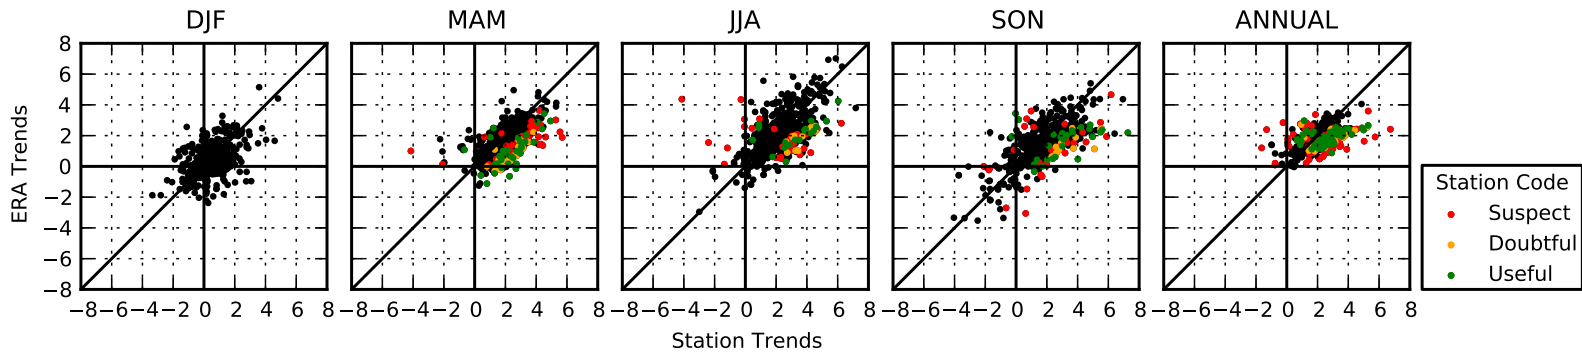 DJF MAM JJA SON ANNUAL
8
6
4
2
0
−2
−4
−6
−8
ERA Trends
−8 −6 −4 −2 0 2 4 6 8 −8 −6 −4 −2 0 2 4 6 8 −8 −6 −4 −2 0 2 4 6 8 −8 −6 −4 −2 0 2 4 6 8 −8 −6 −4 −2 0 2 4 6 8
Station Trends
Station Code
Suspect
Doubtful
Useful